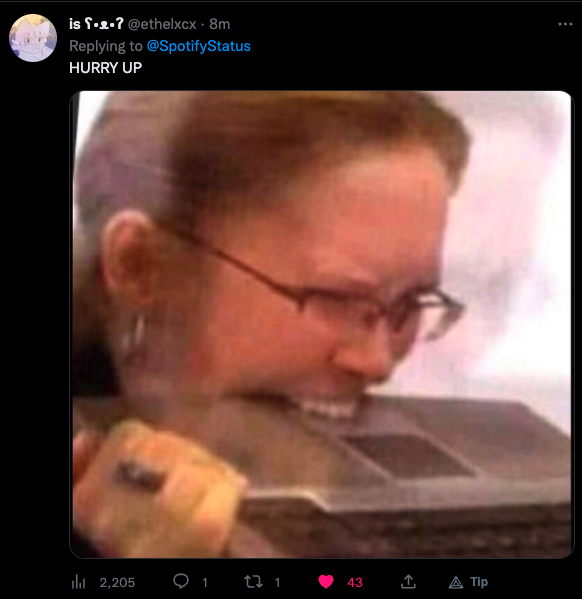 is ʕ•ᴥ•ʔ @ethelxcx · 8m
Replying to @SpotifyStatus
HURRY UP
2,205 1 1 43 Tip